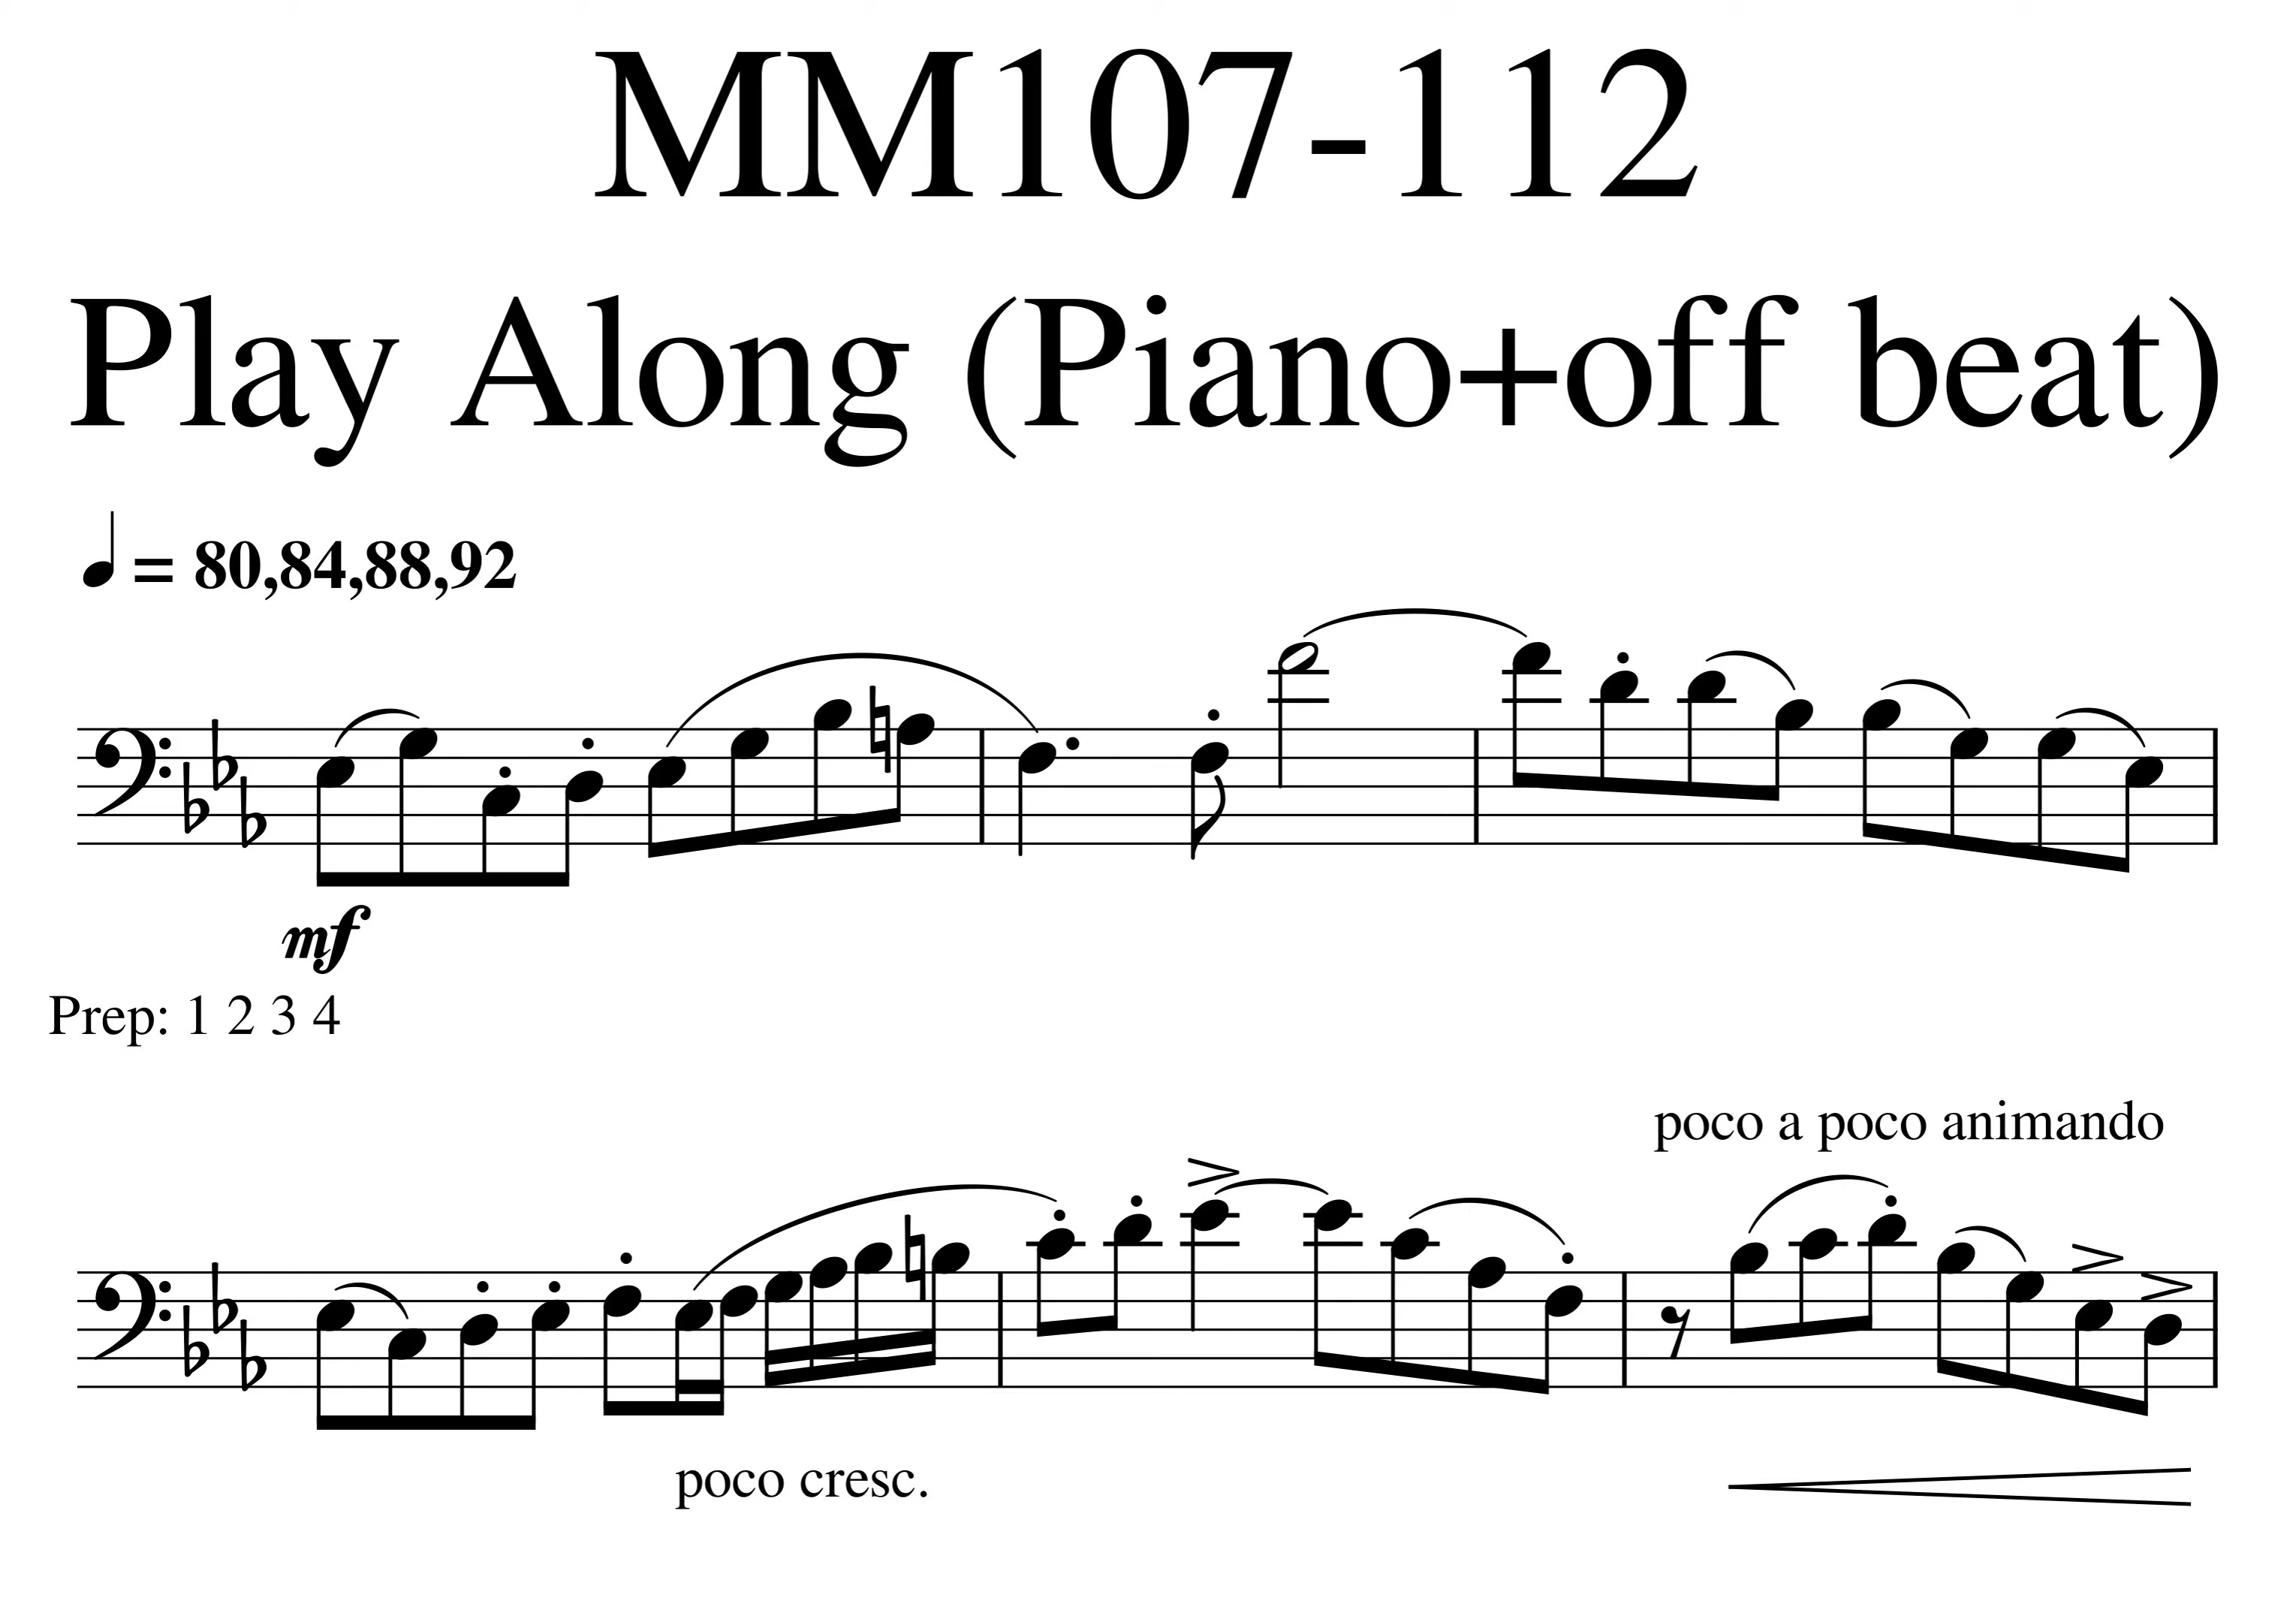 MM107-112
Play Along (Piano+off beat)
= 80,84,88,92
mf
Prep: 1 2 3 4
poco a poco animando
poco cresc.